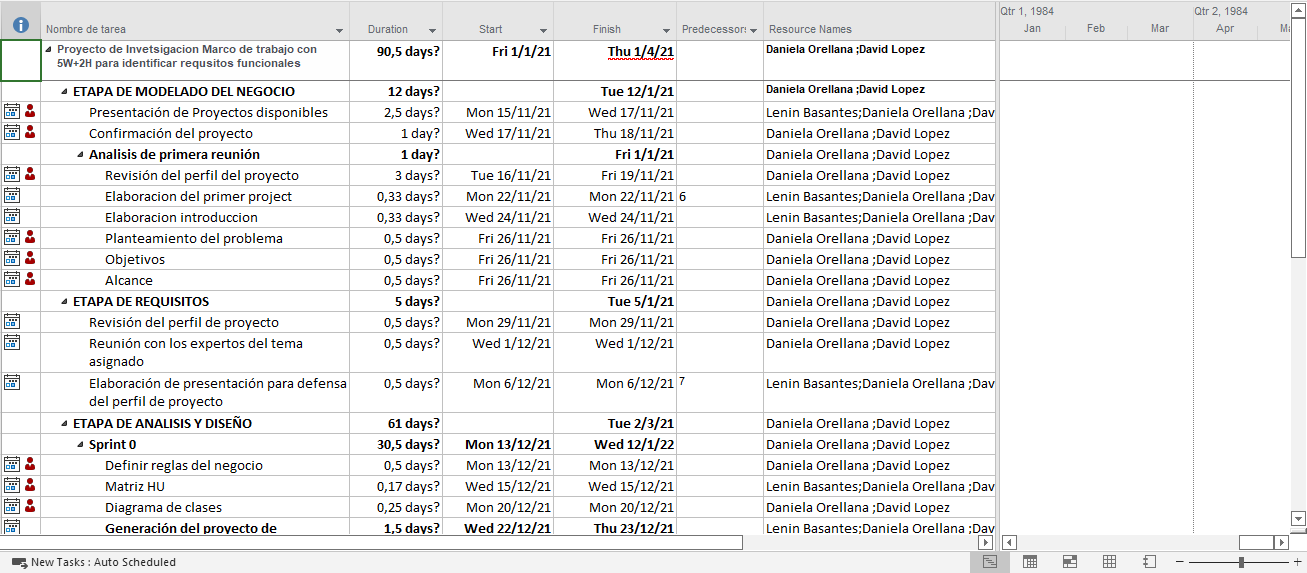 Qtr 1, 1984 Qtr 2, 1984
Nombre de tarea Duration Start Finish Predecessors Resource Names Jan Feb Mar Apr
Proyecto de Invetsigacion Marco de trabajo con 5W+2H para identificar requsitos funcionales 90,5 days? Fri 1/1/21 Thu 1/4/21 Daniela Orellana ;David Lopez
ETAPA DE MODELADO DEL NEGOCIO 12 days? Tue 12/1/21 Daniela Orellana ;David Lopez
Presentación de Proyectos disponibles 2,5 days? Mon 15/11/21 Wed 17/11/21 Lenin Basantes;Daniela Orellana ;Dav
Confirmación del proyecto 1 day? Wed 17/11/21 Thu 18/11/21 Daniela Orellana ;David Lopez
Analisis de primera reunión 1 day? Fri 1/1/21 Daniela Orellana ;David Lopez
Revisión del perfil del proyecto 3 days? Tue 16/11/21 Fri 19/11/21 Daniela Orellana ;David Lopez
Elaboracion del primer project 0,33 days? Mon 22/11/21 Mon 22/11/21 6 Lenin Basantes;Daniela Orellana ;Dav
Elaboracion introduccion 0,33 days? Wed 24/11/21 Wed 24/11/21 Lenin Basantes;Daniela Orellana ;Dav
Planteamiento del problema 0,5 days? Fri 26/11/21 Fri 26/11/21 Daniela Orellana ;David Lopez
Objetivos 0,5 days? Fri 26/11/21 Fri 26/11/21 Daniela Orellana ;David Lopez
Alcance 0,5 days? Fri 26/11/21 Fri 26/11/21 Daniela Orellana ;David Lopez
ETAPA DE REQUISITOS 5 days? Tue 5/1/21 Daniela Orellana ;David Lopez
Revisión del perfil de proyecto 0,5 days? Mon 29/11/21 Mon 29/11/21 Daniela Orellana ;David Lopez
Reunión con los expertos del tema asignado 0,5 days? Wed 1/12/21 Wed 1/12/21 Daniela Orellana ;David Lopez
Elaboración de presentación para defensa del perfil de proyecto 0,5 days? Mon 6/12/21 Mon 6/12/21 7 Lenin Basantes;Daniela Orellana ;Dav
ETAPA DE ANALISIS Y DISEÑO 61 days? Tue 2/3/21 Daniela Orellana ;David Lopez
Sprint 0 30,5 days? Mon 13/12/21 Wed 12/1/22 Daniela Orellana ;David Lopez
Definir reglas del negocio 0,5 days? Mon 13/12/21 Mon 13/12/21 Daniela Orellana ;David Lopez
Matriz HU 0,17 days? Wed 15/12/21 Wed 15/12/21 Lenin Basantes;Daniela Orellana ;Dav
Diagrama de clases 0,25 days? Mon 20/12/21 Mon 20/12/21 Daniela Orellana ;David Lopez
Generación del proyecto de 1,5 days? Wed 22/12/21 Thu 23/12/21 Lenin Basantes;Daniela Orellana ;Dav
New Tasks : Auto Scheduled